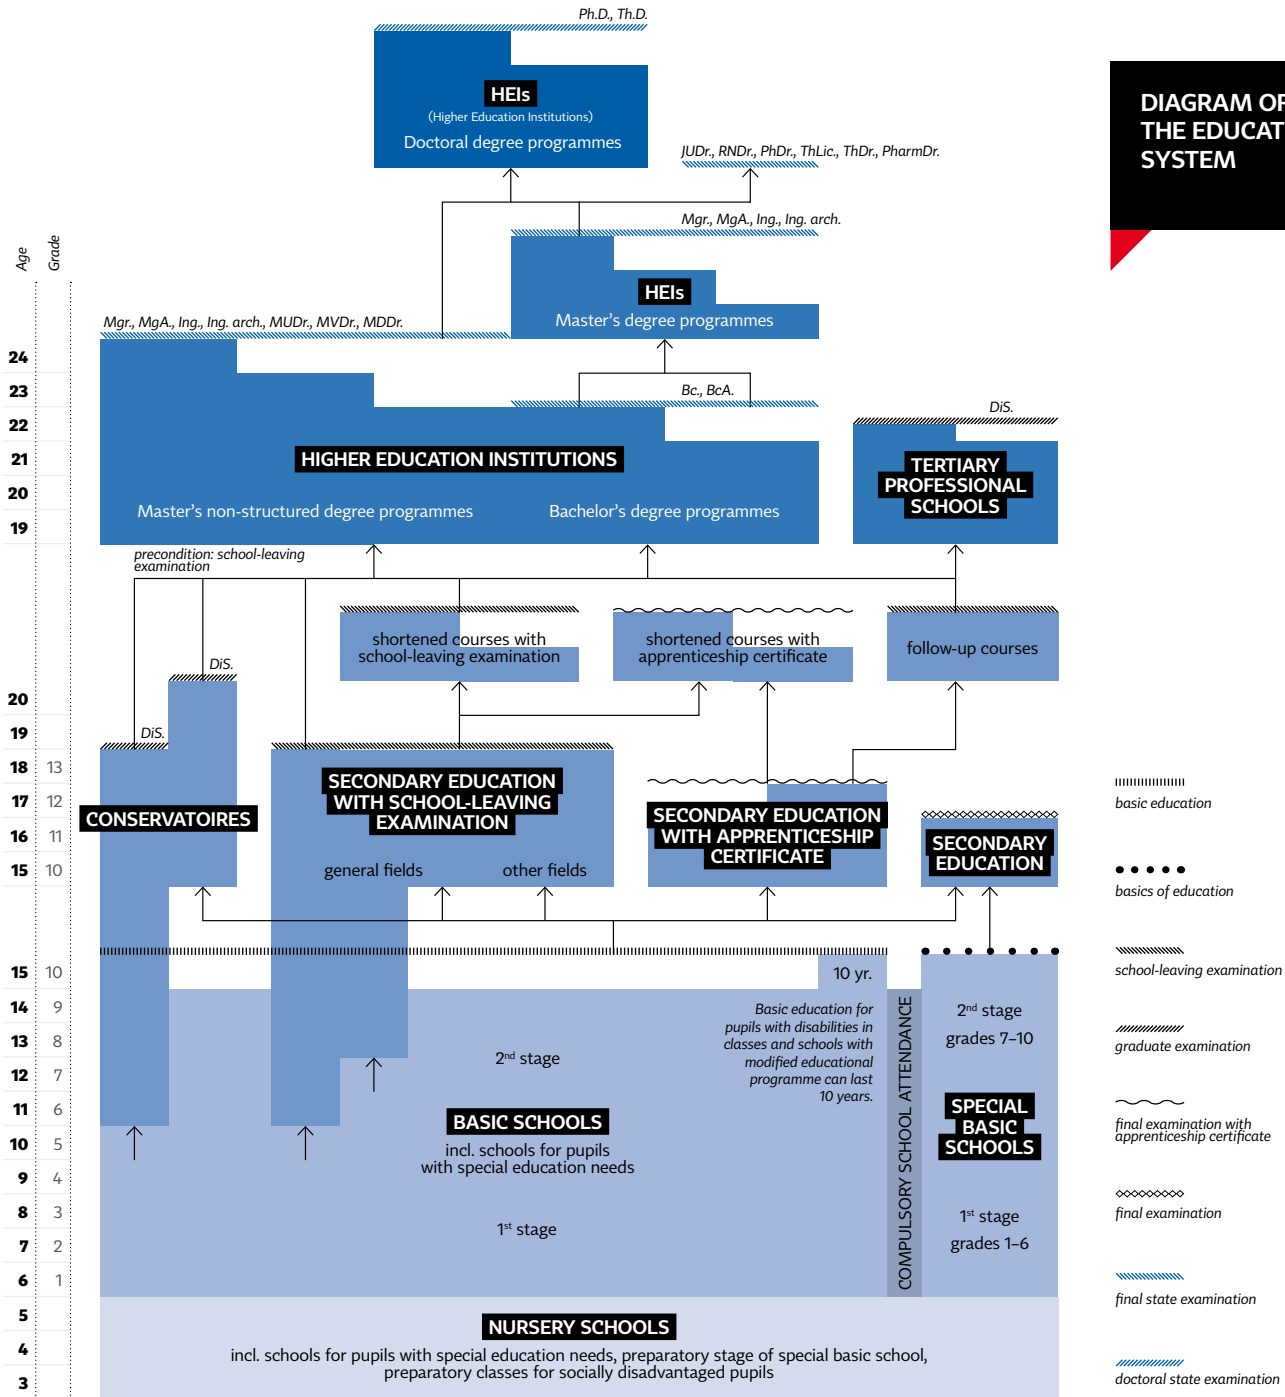 Ph.D., Th.D.
HEIs
(Higher Education Institutions)
Doctoral degree programmes
DIAGRAM OF
THE EDUCAT
SYSTEM
JUDr., RNDr., PhDr., ThLic., ThDr., PharmDr.
Mgr., MgA., Ing., Ing. arch.
Age
Grade
HEIs
Master's degree programmes
Mgr., MgA., Ing., Ing. arch., MUDr., MVDr., MDDr.
24
23
Bc., BcA.
22
DiS.
21
HIGHER EDUCATION INSTITUTIONS
TERTIARY
PROFESSIONAL
SCHOOLS
20
Master's non-structured degree programmes
Bachelor's degree programmes
19
precondition: school-leaving
examination
shortened courses with
school-leaving examination
shortened courses with
apprenticeship certificate
follow-up courses
DiS.
20
19
DiS.
18 13
17 12
16 11
15 10
CONSERVATOIRES
SECONDARY EDUCATION
WITH SCHOOL-LEAVING
EXAMINATION
general fields
other fields
SECONDARY EDUCATION
WITH APPRENTICESHIP
CERTIFICATE
SECONDARY
EDUCATION
15 10
14 9
13 8
12 7
11 6
10 5
9 4
8 3
7 2
6 1
5
4
3
10 yr.
Basic education for
pupils with disabilities in
classes and schools with
modified educational
programme can last
10 years.
2nd stage
BASIC SCHOOLS
incl. schools for pupils
with special education needs
1st stage
COMPULSORY SCHOOL ATTENDANCE
2nd stage
grades 7–10
SPECIAL
BASIC
SCHOOLS
1st stage
grades 1–6
NURSERY SCHOOLS
incl. schools for pupils with special education needs, preparatory stage of special basic school,
preparatory classes for socially disadvantaged pupils
basic education
basics of education
school-leaving examination
graduate examination
final examination with
apprenticeship certificate
final examination
final state examination
doctoral state examination